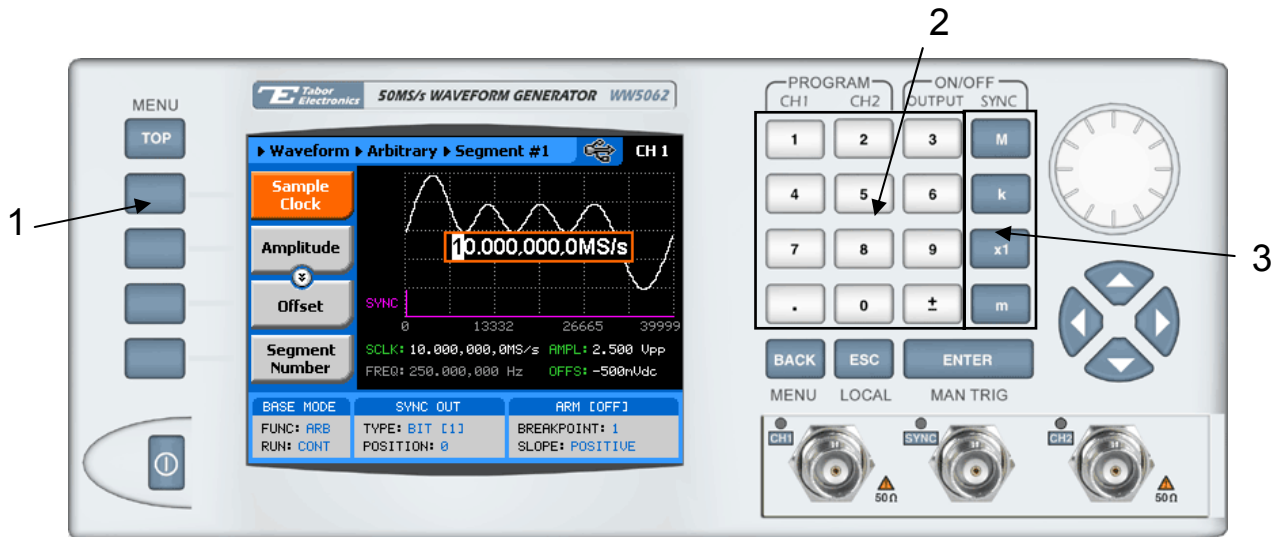 2
PROGRAM
CH1 CH2
ON/OFF
OUTPUT SYNC
MENU
TOP
Tabor Electronics 50MS/s WAVEFORM GENERATOR WW5062
Waveform Arbitrary Segment #1 CH 1
Sample Clock
Amplitude
Offset
Segment Number
10.000,000,0MS/s
SYNC
0 13332 26665 39999
SCLK: 10.000,000,0MS/s AMPL: 2.500 Vpp
FREQ: 250.000,000 Hz OFFS: -500mVdc
BASE MODE SYNC OUT ARM [OFF]
FUNC: ARB TYPE: BIT [1] BREAKPOINT: 1
RUN: CONT POSITION: 0 SLOPE: POSITIVE
1
1 2 3 M
4 5 6 k
7 8 9 x1
. 0 ± m
3
BACK ESC ENTER
MENU LOCAL MAN TRIG
CH1 SYNC CH2
50Ω 50Ω